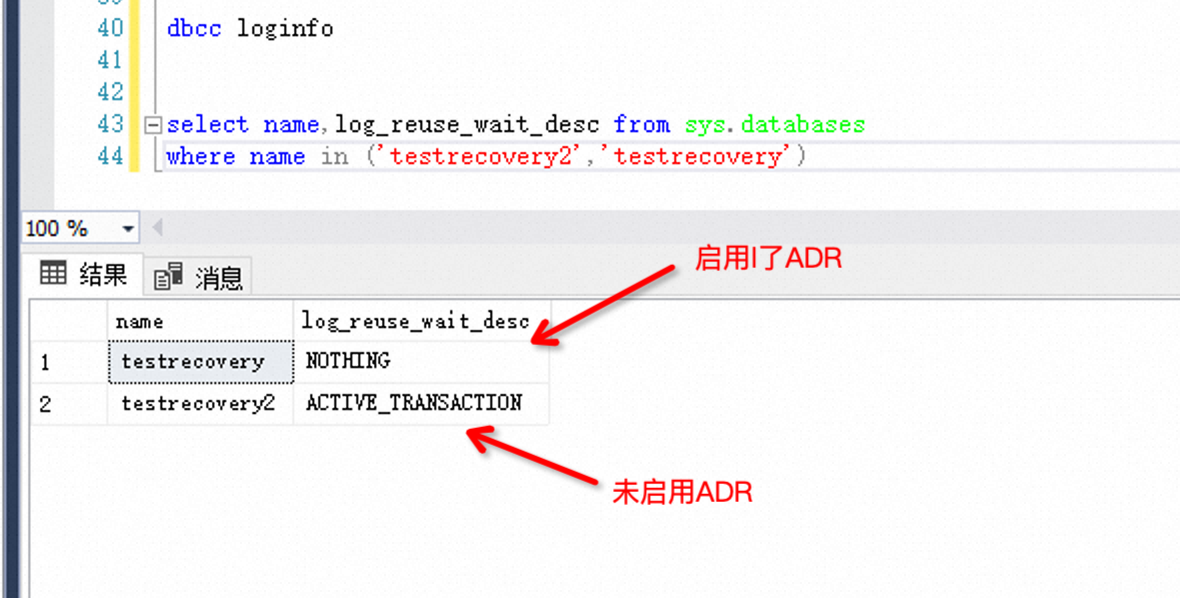 40 dbcc loginfo
41
42
43 select name,log_reuse_wait_desc from sys.databases
44 where name in ('testrecovery2','testrecovery')
100 %
结果 消息
启用I了ADR
name log_reuse_wait_desc
1 testrecovery NOTHING
2 testrecovery2 ACTIVE_TRANSACTION
未启用ADR